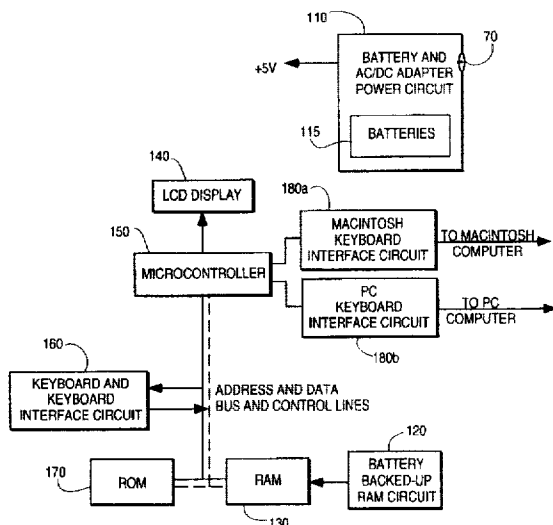 110
70
+5V
BATTERY AND
AC/DC ADAPTER
POWER CIRCUIT
115
BATTERIES
140
LCD DISPLAY
180a
150
MACINTOSH
KEYBOARD
INTERFACE CIRCUIT
TO MACINTOSH
COMPUTER
MICROCONTROLLER
PC
KEYBOARD
INTERFACE CIRCUIT
TO PC
COMPUTER
180b
160
KEYBOARD AND
KEYBOARD
INTERFACE CIRCUIT
ADDRESS AND DATA
BUS AND CONTROL LINES
120
170
ROM
RAM
130
BATTERY
BACKED-UP
RAM CIRCUIT